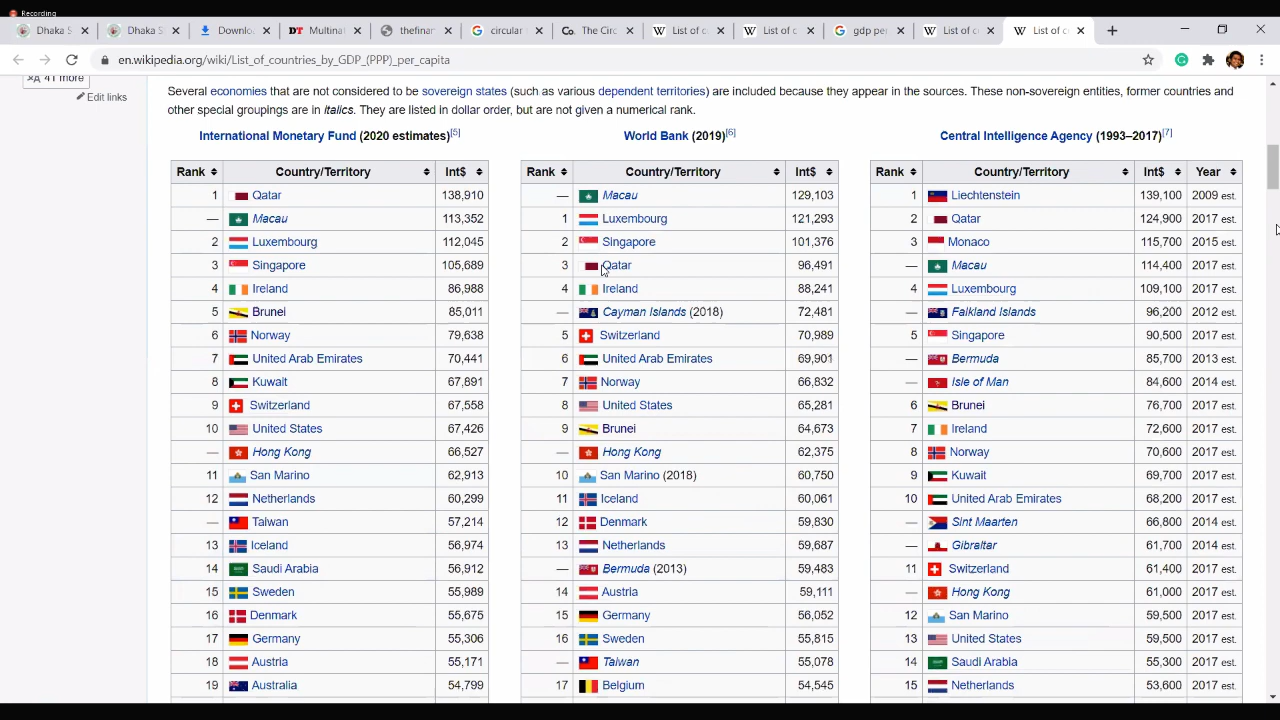 Recording
Dhaka S
Dhaka S
Downlo
DT Multinat
thefinan
circular
Co. The Circ
W List of c
W List of c
gdp per
W List of co
W List of c
en.wikipedia.org/wiki/List_of_countries_by_GDP_(PPP)_per_capita
41 more
Edit links
Several economies that are not considered to be sovereign states (such as various dependent territories) are included because they appear in the sources. These non-sovereign entities, former countries and
other special groupings are in italics. They are listed in dollar order, but are not given a numerical rank.
International Monetary Fund (2020 estimates)[5]
Rank Country/Territory Int$
1 Qatar 138,910
— Macau 113,352
2 Luxembourg 112,045
3 Singapore 105,689
4 Ireland 86,988
5 Brunei 85,011
6 Norway 79,638
7 United Arab Emirates 70,441
8 Kuwait 67,891
9 Switzerland 67,558
10 United States 67,426
— Hong Kong 66,527
11 San Marino 62,913
12 Netherlands 60,299
— Taiwan 57,214
13 Iceland 56,974
14 Saudi Arabia 56,912
15 Sweden 55,989
16 Denmark 55,675
17 Germany 55,306
18 Austria 55,171
19 Australia 54,799
World Bank (2019)[6]
Rank Country/Territory Int$
— Macau 129,103
1 Luxembourg 121,293
2 Singapore 101,376
3 Qatar 96,491
4 Ireland 88,241
— Cayman Islands (2018) 72,481
5 Switzerland 70,989
6 United Arab Emirates 69,901
7 Norway 66,832
8 United States 65,281
9 Brunei 64,673
— Hong Kong 62,375
10 San Marino (2018) 60,750
11 Iceland 60,061
12 Denmark 59,830
13 Netherlands 59,687
— Bermuda (2013) 59,483
14 Austria 59,111
15 Germany 56,052
16 Sweden 55,815
— Taiwan 55,078
17 Belgium 54,545
Central Intelligence Agency (1993–2017)[7]
Rank Country/Territory Int$ Year
1 Liechtenstein 139,100 2009 est.
2 Qatar 124,900 2017 est.
3 Monaco 115,700 2015 est.
— Macau 114,400 2017 est.
4 Luxembourg 109,100 2017 est.
— Falkland Islands 96,200 2012 est.
5 Singapore 90,500 2017 est.
— Bermuda 85,700 2013 est.
— Isle of Man 84,600 2014 est.
6 Brunei 76,700 2017 est.
7 Ireland 72,600 2017 est.
8 Norway 70,600 2017 est.
9 Kuwait 69,700 2017 est.
10 United Arab Emirates 68,200 2017 est.
— Sint Maarten 66,800 2014 est.
— Gibraltar 61,700 2014 est.
11 Switzerland 61,400 2017 est.
— Hong Kong 61,000 2017 est.
12 San Marino 59,500 2017 est.
13 United States 59,500 2017 est.
14 Saudi Arabia 55,300 2017 est.
15 Netherlands 53,600 2017 est.